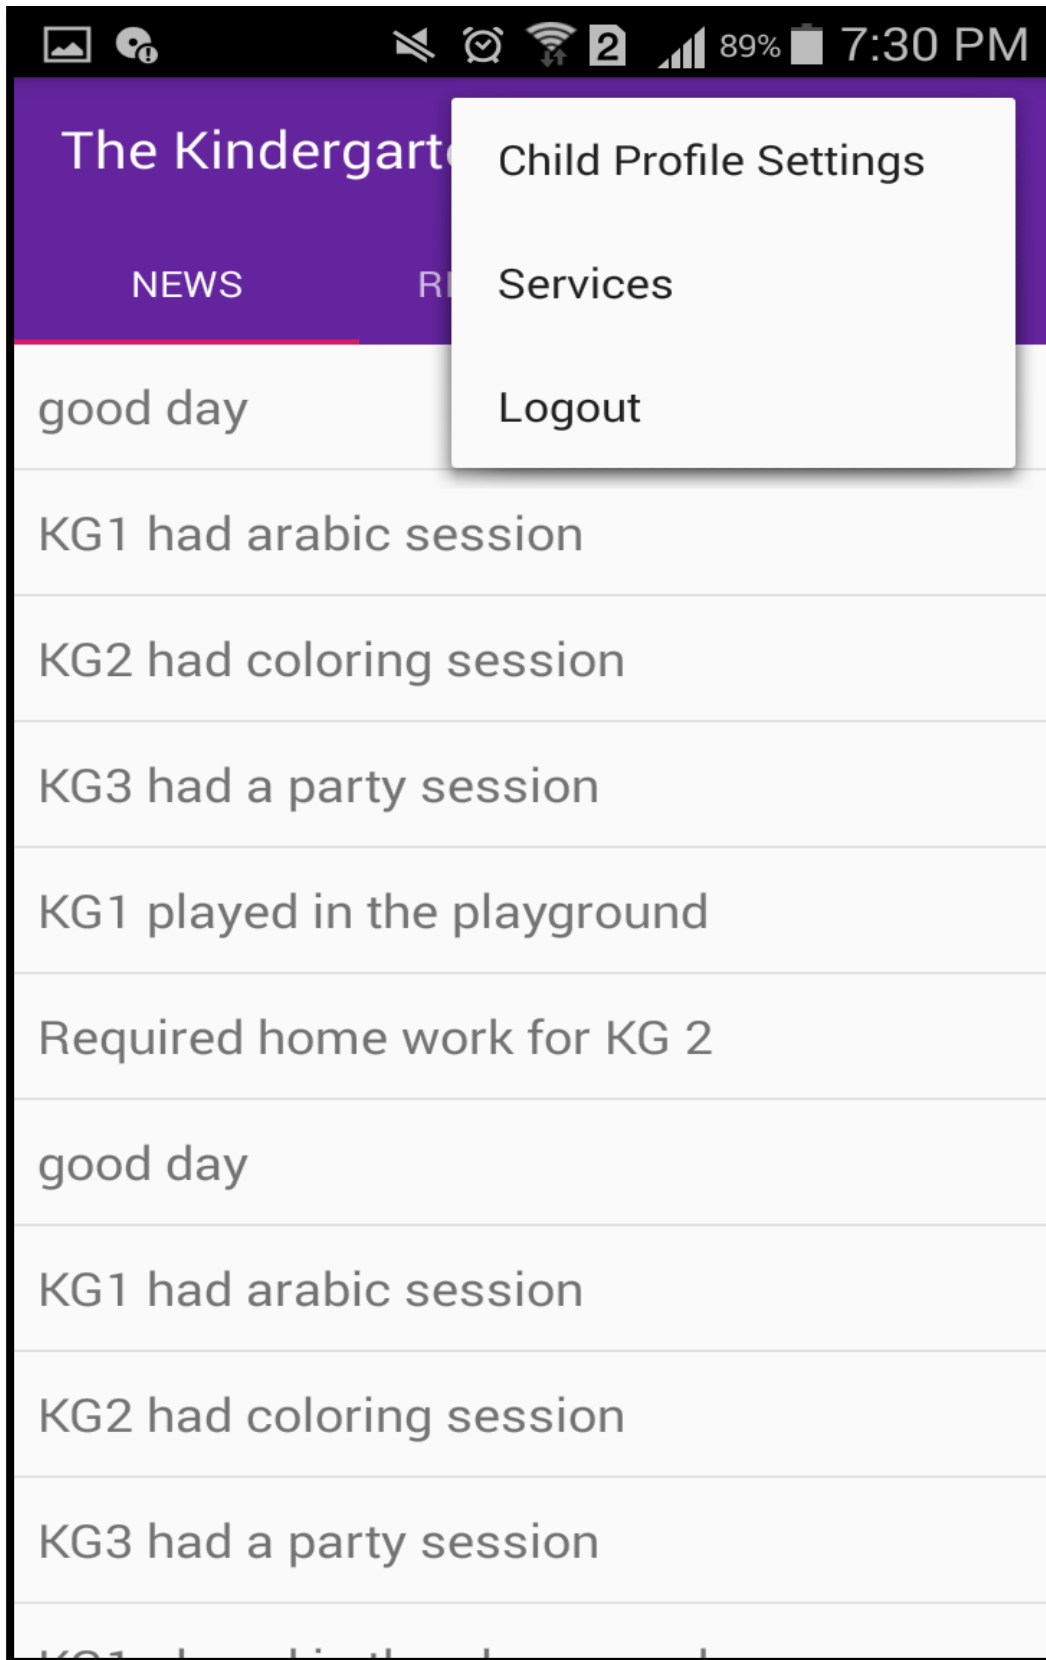 2 89% 7:30 PM
The Kindergart
Child Profile Settings
NEWS
Services
Logout
good day
KG1 had arabic session
KG2 had coloring session
KG3 had a party session
KG1 played in the playground
Required home work for KG 2
good day
KG1 had arabic session
KG2 had coloring session
KG3 had a party session